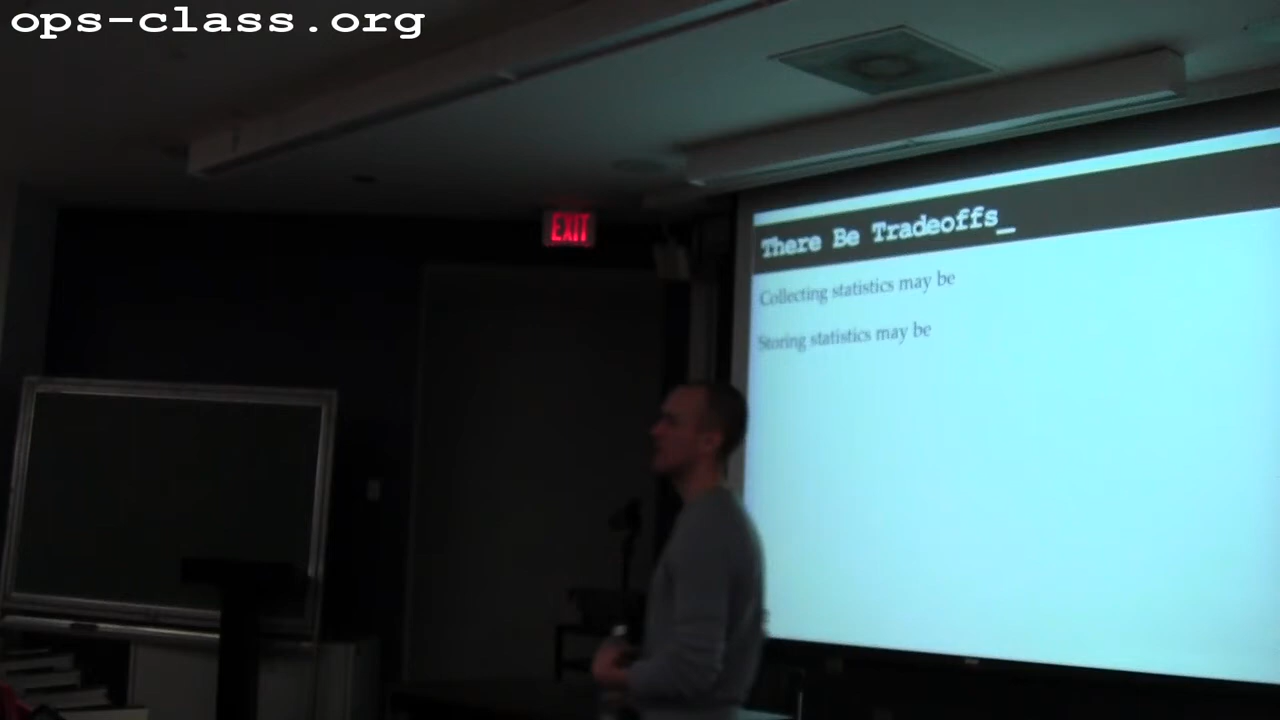 ops-class.org
EXIT
There Be Tradeoffs_
Collecting statistics may be
Storing statistics may be